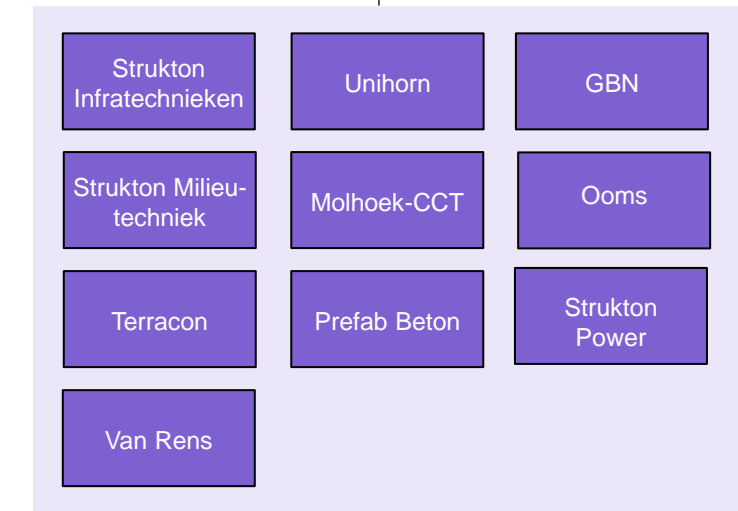 Strukton
Infratechnieken
Unihorn
GBN
Strukton Milieu-
techniek
Molhoek-CCT
Ooms
Terracon
Prefab Beton
Strukton
Power
Van Rens